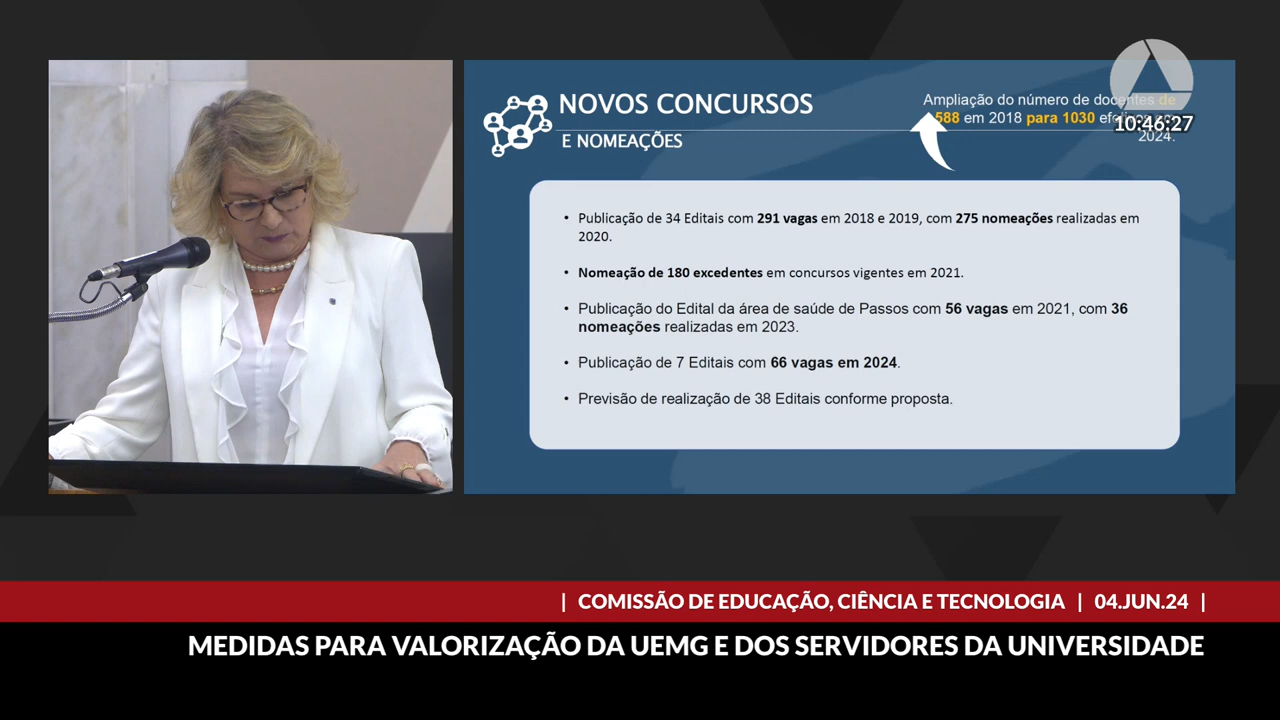 NOVOS CONCURSOS
E NOMEAÇÕES
Ampliação do número de docentes de
588 em 2018 para 1030
2024.
10:46:27
• Publicação de 34 Editais com 291 vagas em 2018 e 2019, com 275 nomeações realizadas em
2020.
• Nomeação de 180 excedentes em concursos vigentes em 2021.
• Publicação do Edital da área de saúde de Passos com 56 vagas em 2021, com 36
nomeações realizadas em 2023.
• Publicação de 7 Editais com 66 vagas em 2024.
• Previsão de realização de 38 Editais conforme proposta.
| COMISSÃO DE EDUCAÇÃO, CIÊNCIA E TECNOLOGIA | 04.JUN.24 |
MEDIDAS PARA VALORIZAÇÃO DA UEMG E DOS SERVIDORES DA UNIVERSIDADE